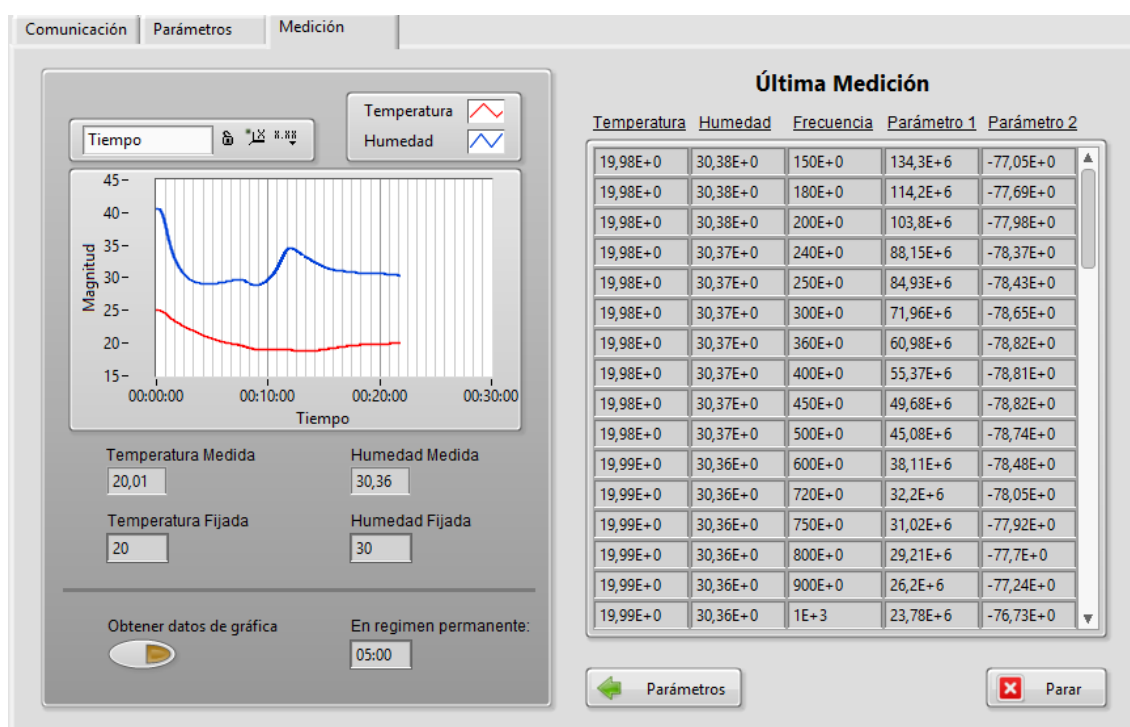 Comunicación Parámetros Medición
Tiempo
Temperatura
Humedad
45
40
35
30
25
20
15
Magnitud
00:00:00 00:10:00 00:20:00 00:30:00
Tiempo
Temperatura Medida Humedad Medida
20,01 30,36
Temperatura Fijada Humedad Fijada
20 30
Obtener datos de gráfica En regimen permanente:
05:00
Última Medición
Temperatura Humedad Frecuencia Parámetro 1 Parámetro 2
19,98E+0 30,38E+0 150E+0 134,3E+6 -77,05E+0
19,98E+0 30,38E+0 180E+0 114,2E+6 -77,69E+0
19,98E+0 30,38E+0 200E+0 103,8E+6 -77,98E+0
19,98E+0 30,37E+0 240E+0 88,15E+6 -78,37E+0
19,98E+0 30,37E+0 250E+0 84,93E+6 -78,43E+0
19,98E+0 30,37E+0 300E+0 71,96E+6 -78,65E+0
19,98E+0 30,37E+0 360E+0 60,98E+6 -78,82E+0
19,98E+0 30,37E+0 400E+0 55,37E+6 -78,81E+0
19,98E+0 30,37E+0 450E+0 49,68E+6 -78,82E+0
19,98E+0 30,37E+0 500E+0 45,08E+6 -78,74E+0
19,99E+0 30,36E+0 600E+0 38,11E+6 -78,48E+0
19,99E+0 30,36E+0 720E+0 32,2E+6 -78,05E+0
19,99E+0 30,36E+0 750E+0 31,02E+6 -77,92E+0
19,99E+0 30,36E+0 800E+0 29,21E+6 -77,7E+0
19,99E+0 30,36E+0 900E+0 26,2E+6 -77,24E+0
19,99E+0 30,36E+0 1E+3 23,78E+6 -76,73E+0
Parámetros Parar